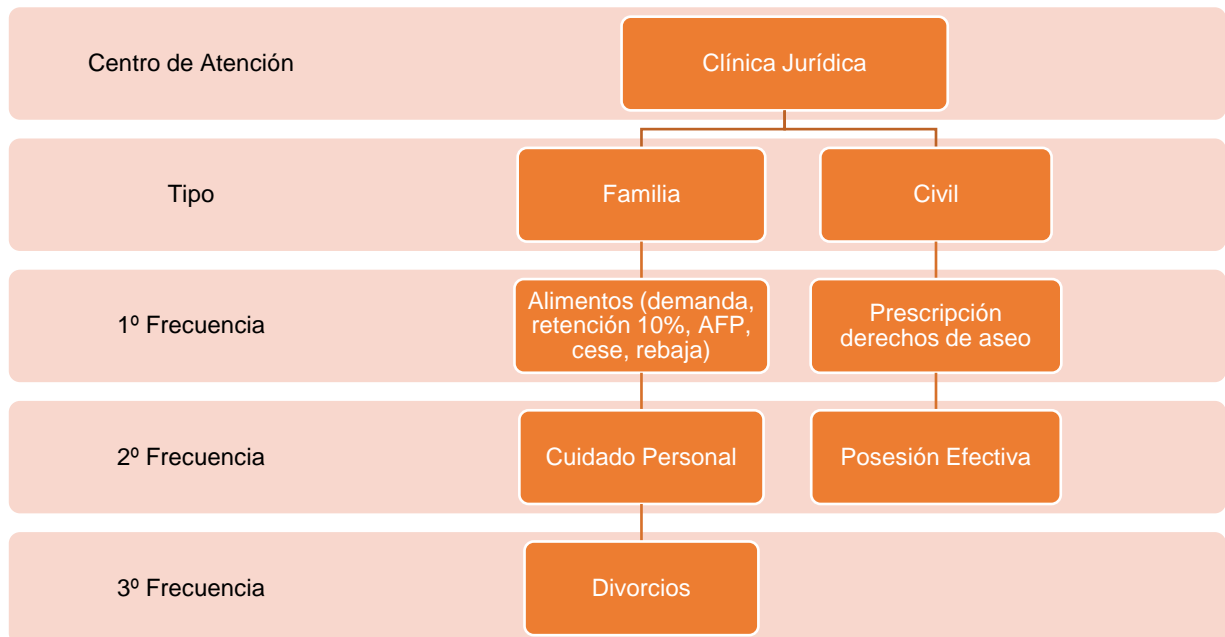 Centro de Atención
Clínica Jurídica
Tipo
Familia
Civil
1º Frecuencia
Alimentos (demanda,
retención 10%, AFP,
cese, rebaja)
Prescripción
derechos de aseo
2º Frecuencia
Cuidado Personal
Posesión Efectiva
3º Frecuencia
Divorcios